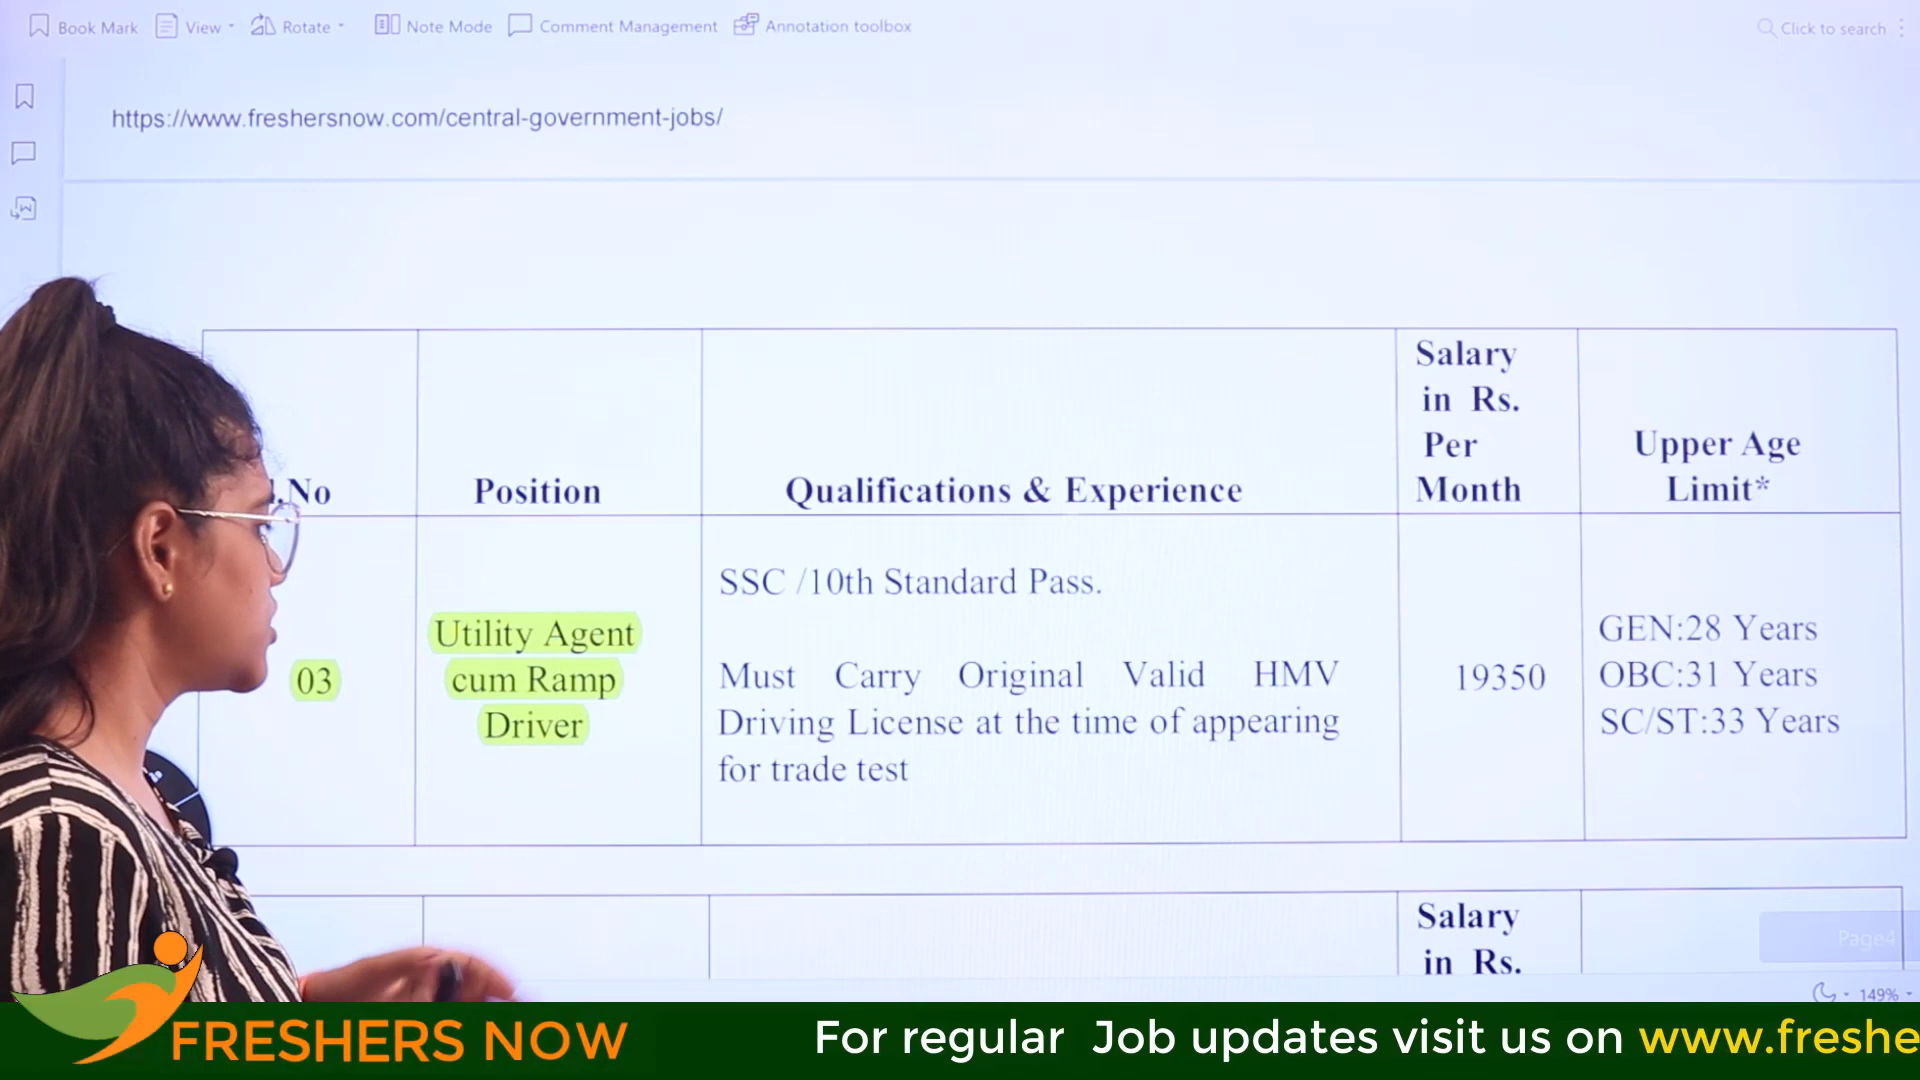 Book Mark View Rotate Note Mode Comment Management Annotation toolbox Click to search
https://www.freshersnow.com/central-government-jobs/
.No Position Qualifications & Experience Salary in Rs. Per Month Upper Age Limit*
03
Utility Agent
cum Ramp
Driver
SSC /10th Standard Pass.
Must Carry Original Valid HMV
Driving License at the time of appearing
for trade test
19350
GEN:28 Years
OBC:31 Years
SC/ST:33 Years
Salary
in Rs.
Page4
149%
FRESHERS NOW
For regular Job updates visit us on www.freshe